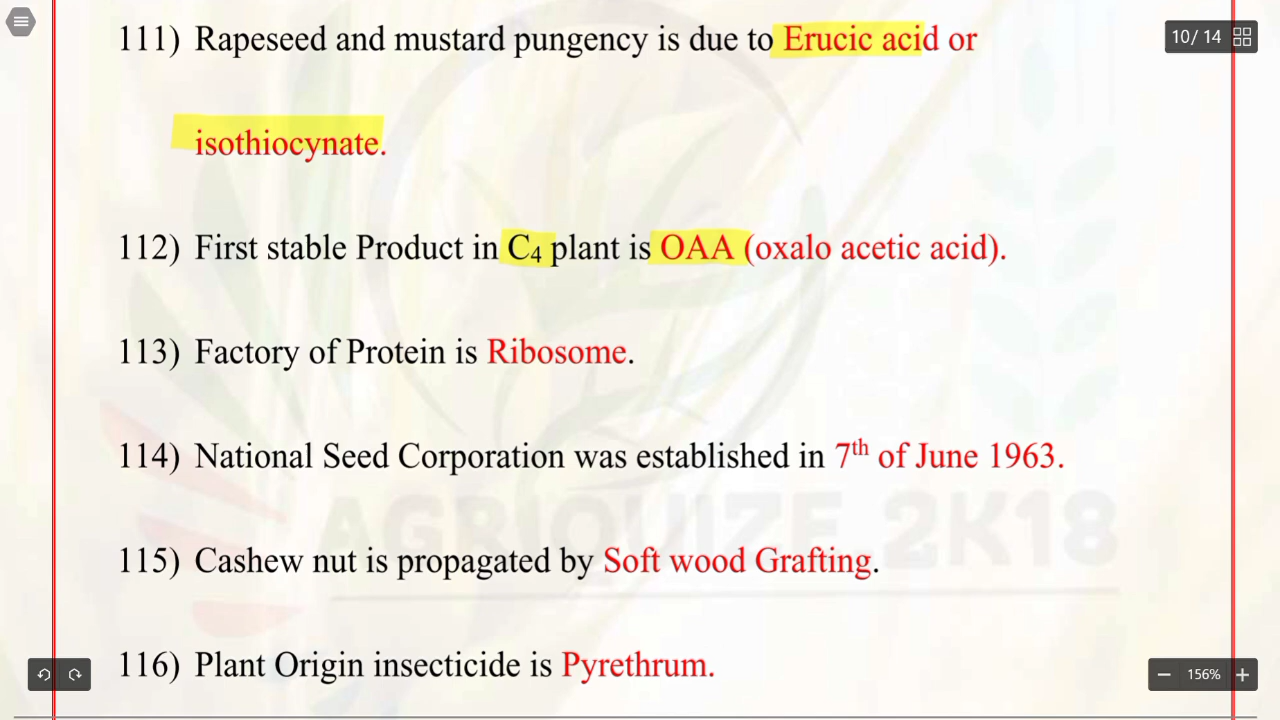 111) Rapeseed and mustard pungency is due to Erucic acid or
isothiocynate.
10/ 14
112) First stable Product in C₄ plant is OAA (oxalo acetic acid).
113) Factory of Protein is Ribosome.
114) National Seed Corporation was established in 7th of June 1963.
AGRIQUIZE 2K18
115) Cashew nut is propagated by Soft wood Grafting.
116) Plant Origin insecticide is Pyrethrum.
156%